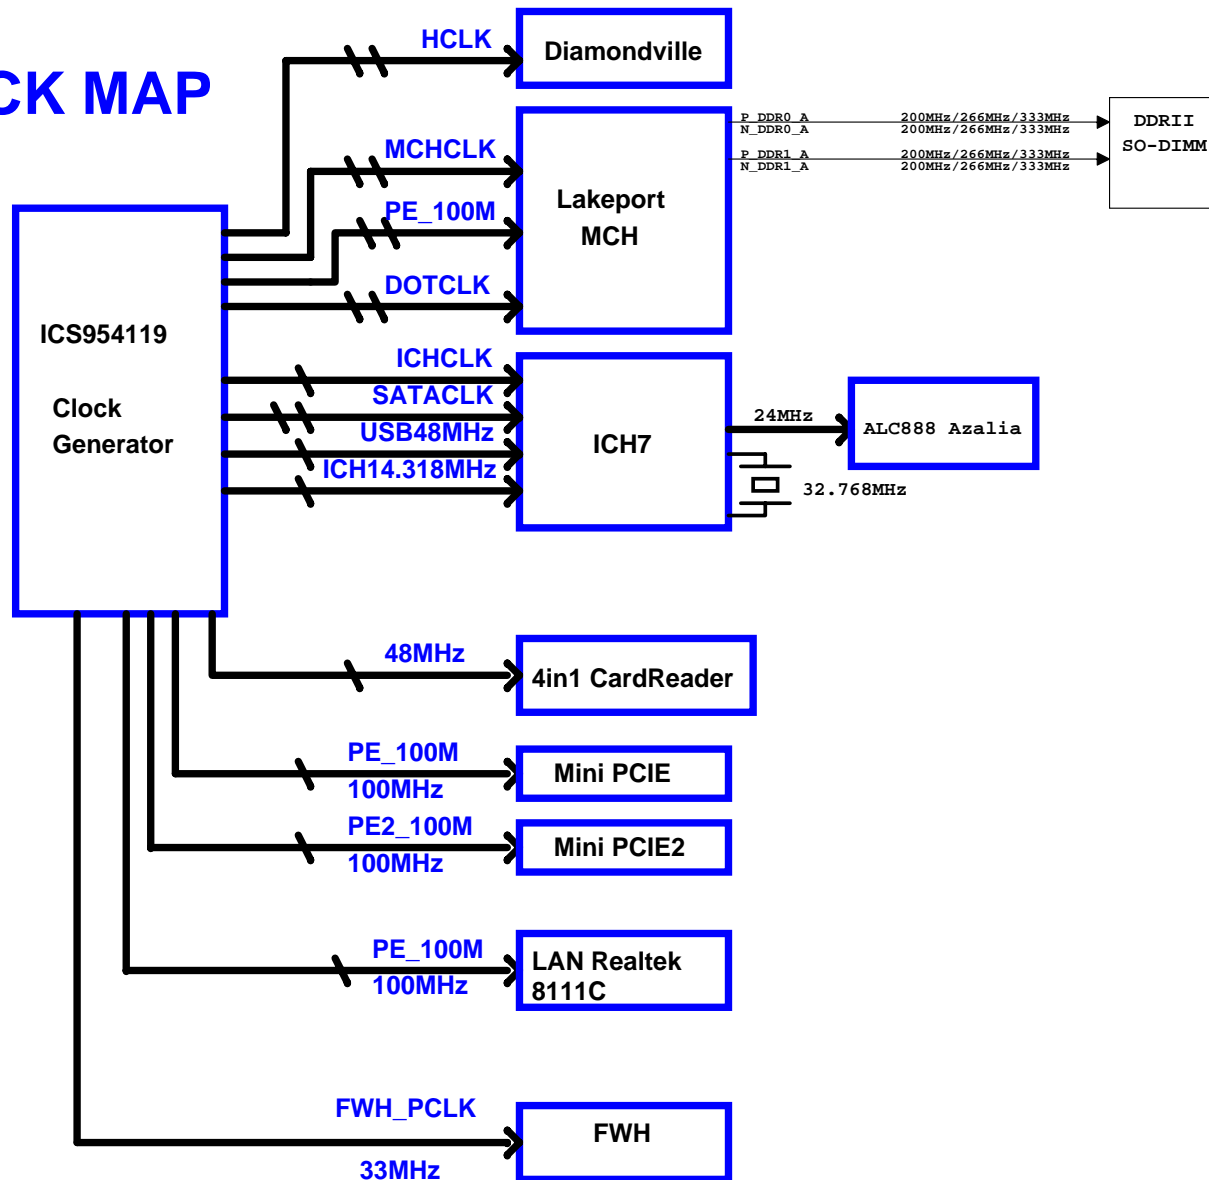 CK MAP
HCLK
Diamondville
MCHCLK
PE_100M
DOTCLK
Lakeport
MCH
P_DDR0_A 200MHz/266MHz/333MHz
N_DDR0_A 200MHz/266MHz/333MHz
P_DDR1_A 200MHz/266MHz/333MHz
N_DDR1_A 200MHz/266MHz/333MHz
DDRII
SO-DIMM
ICS954119
Clock
Generator
ICHCLK
SATACLK
USB48MHz
ICH14.318MHz
ICH7
24MHz
ALC888 Azalia
32.768MHz
48MHz
4in1 CardReader
PE_100M
100MHz
Mini PCIE
PE2_100M
100MHz
Mini PCIE2
PE_100M
100MHz
LAN Realtek
8111C
FWH_PCLK
33MHz
FWH